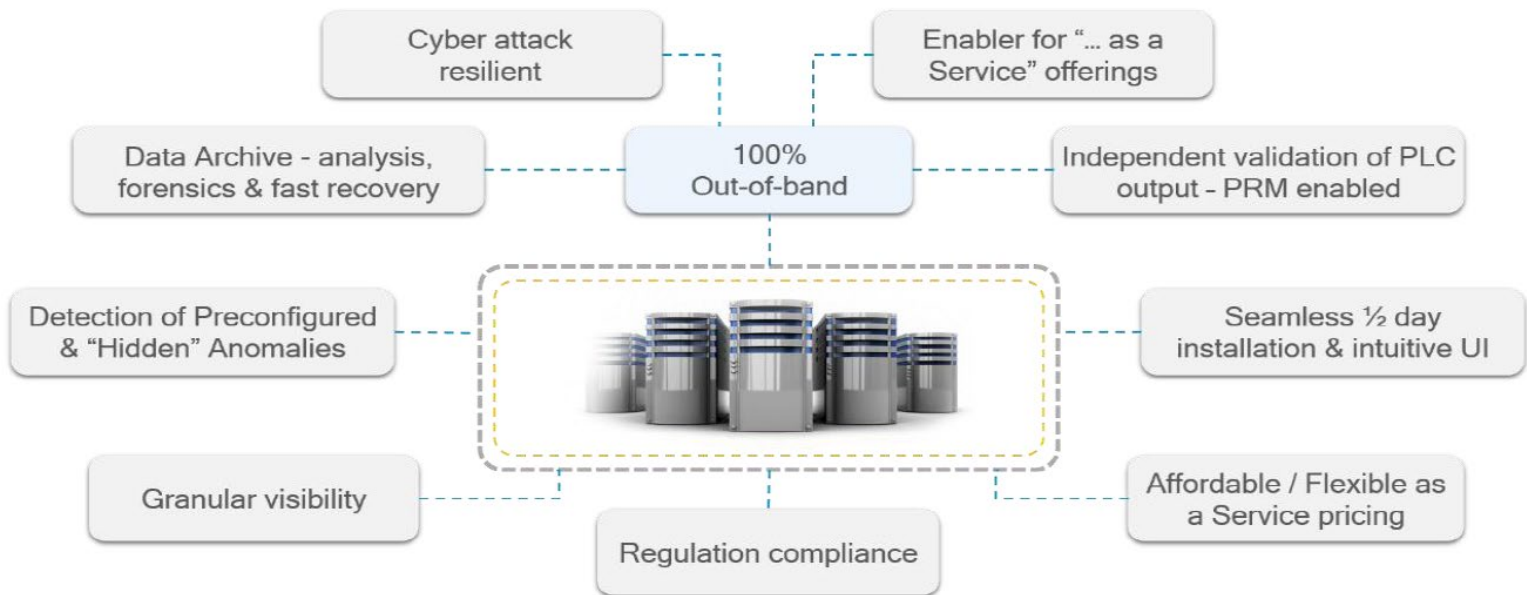 Cyber attack
resilient
Enabler for “... as a
Service” offerings
Data Archive - analysis,
forensics & fast recovery
100%
Out-of-band
Independent validation of PLC
output - PRM enabled
Detection of Preconfigured
& “Hidden” Anomalies
Seamless ½ day
installation & intuitive UI
Granular visibility
Regulation compliance
Affordable / Flexible as
a Service pricing